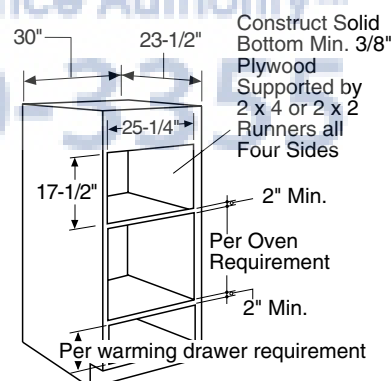 30"
23-1/2"
Construct Solid
Bottom Min. 3/8"
Plywood
Supported by
2 x 4 or 2 x 2
Runners all
Four Sides
25-1/4"
17-1/2"
2" Min.
Per Oven
Requirement
2" Min.
Per warming drawer requirement